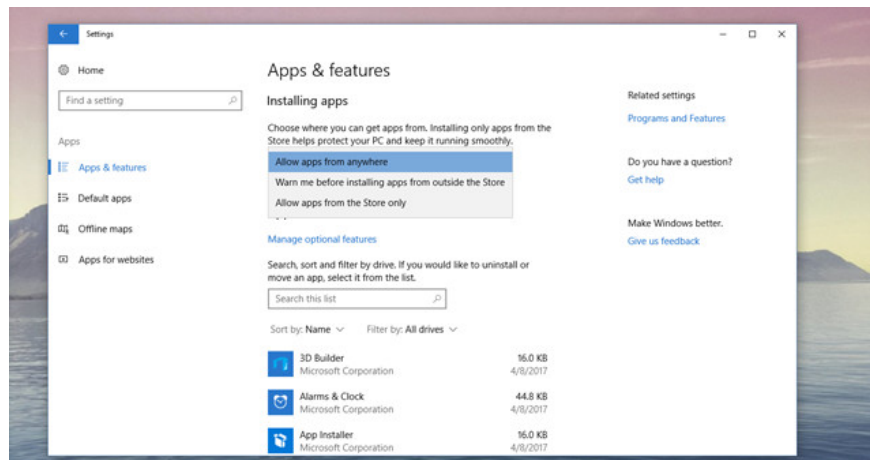 Settings
Home
Find a setting
Apps
Apps & features
Default apps
Offline maps
Apps for websites
Apps & features
Installing apps
Choose where you can get apps from. Installing only apps from the
Store helps protect your PC and keep it running smoothly.
Allow apps from anywhere
Warn me before installing apps from outside the Store
Allow apps from the Store only
Manage optional features
Search, sort and filter by drive. If you would like to uninstall or
move an app, select it from the list.
Search this list
Sort by: Name Filter by: All drives
3D Builder 16.0 KB
Microsoft Corporation 4/8/2017
Alarms & Clock 44.8 KB
Microsoft Corporation 4/8/2017
App Installer 16.0 KB
Microsoft Corporation 4/8/2017
Related settings
Programs and Features
Do you have a question?
Get help
Make Windows better.
Give us feedback